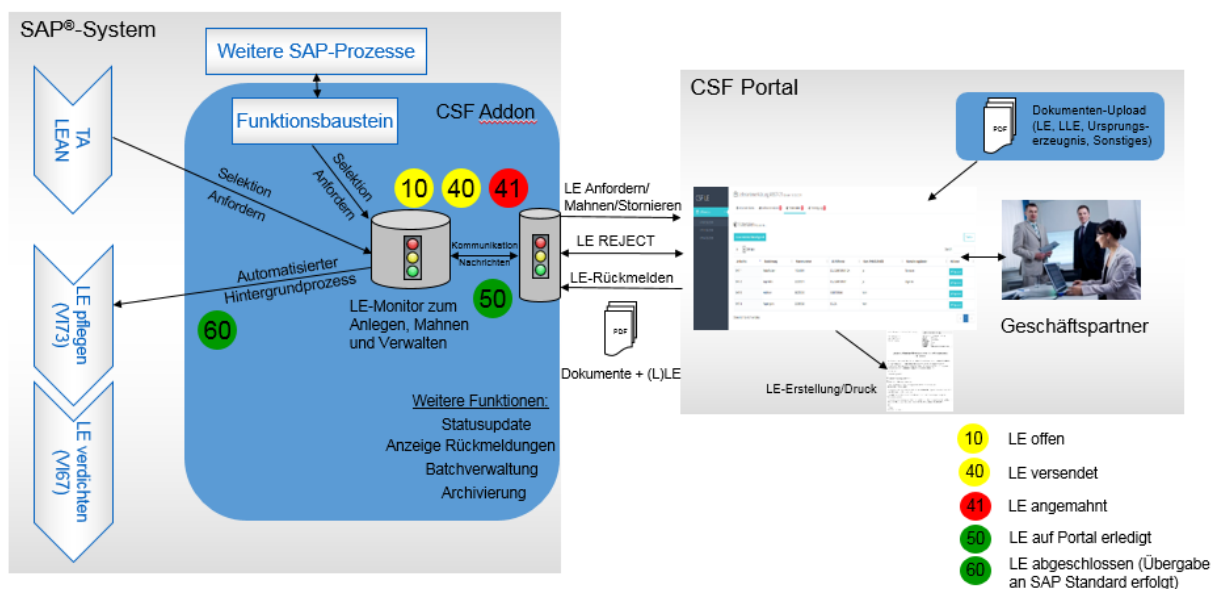 SAP®-System
Weitere SAP-Prozesse
Funktionsbaustein
CSF Addon
TA
LEAN
Selektion
Anfordern
Selektion
Anfordern
10
40
41
Kommunikation
Nachrichten
50
Automatisierter
Hintergrundprozess
60
LE-Monitor zum
Anlegen, Mahnen
und Verwalten
LE pflegen
(VI73)
LE verdichten
(VI67)
Weitere Funktionen:
Statusupdate
Anzeige Rückmeldungen
Batchverwaltung
Archivierung
LE Anfordern/
Mahnen/Stornieren
LE REJECT
LE-Rückmelden
PDF
Dokumente + (L)LE
CSF Portal
PDF
Dokumenten-Upload
(LE, LLE, Ursprungs-
erzeugnis, Sonstiges)
CSF LE
Geschäftspartner
LE-Erstellung/Druck
10 LE offen
40 LE versendet
41 LE angemahnt
50 LE auf Portal erledigt
60 LE abgeschlossen (Übergabe
an SAP Standard erfolgt)